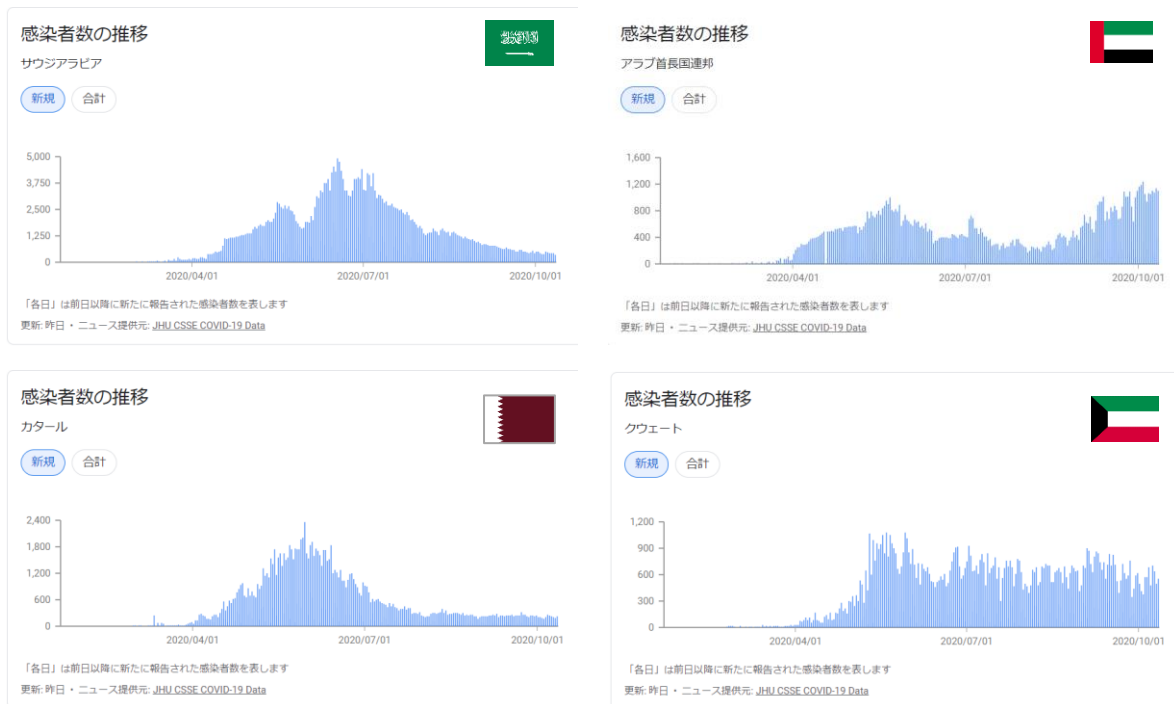 感染者数の推移
サウジアラビア
新規 合計
5,000
3,750
2,500
1,250
0
2020/04/01 2020/07/01 2020/10/01
「各日」は前日以降に新たに報告された感染者数を表します
更新: 昨日 • ニュース提供元: JHU CSSE COVID-19 Data
感染者数の推移
アラブ首長国連邦
新規 合計
1,600
1,200
800
400
0
2020/04/01 2020/07/01 2020/10/01
「各日」は前日以降に新たに報告された感染者数を表します
更新: 昨日 • ニュース提供元: JHU CSSE COVID-19 Data
感染者数の推移
カタール
新規 合計
2,400
1,800
1,200
600
0
2020/04/01 2020/07/01 2020/10/01
「各日」は前日以降に新たに報告された感染者数を表します
更新: 昨日 • ニュース提供元: JHU CSSE COVID-19 Data
感染者数の推移
クウェート
新規 合計
1,200
900
600
300
0
2020/04/01 2020/07/01 2020/10/01
「各日」は前日以降に新たに報告された感染者数を表します
更新: 昨日 • ニュース提供元: JHU CSSE COVID-19 Data